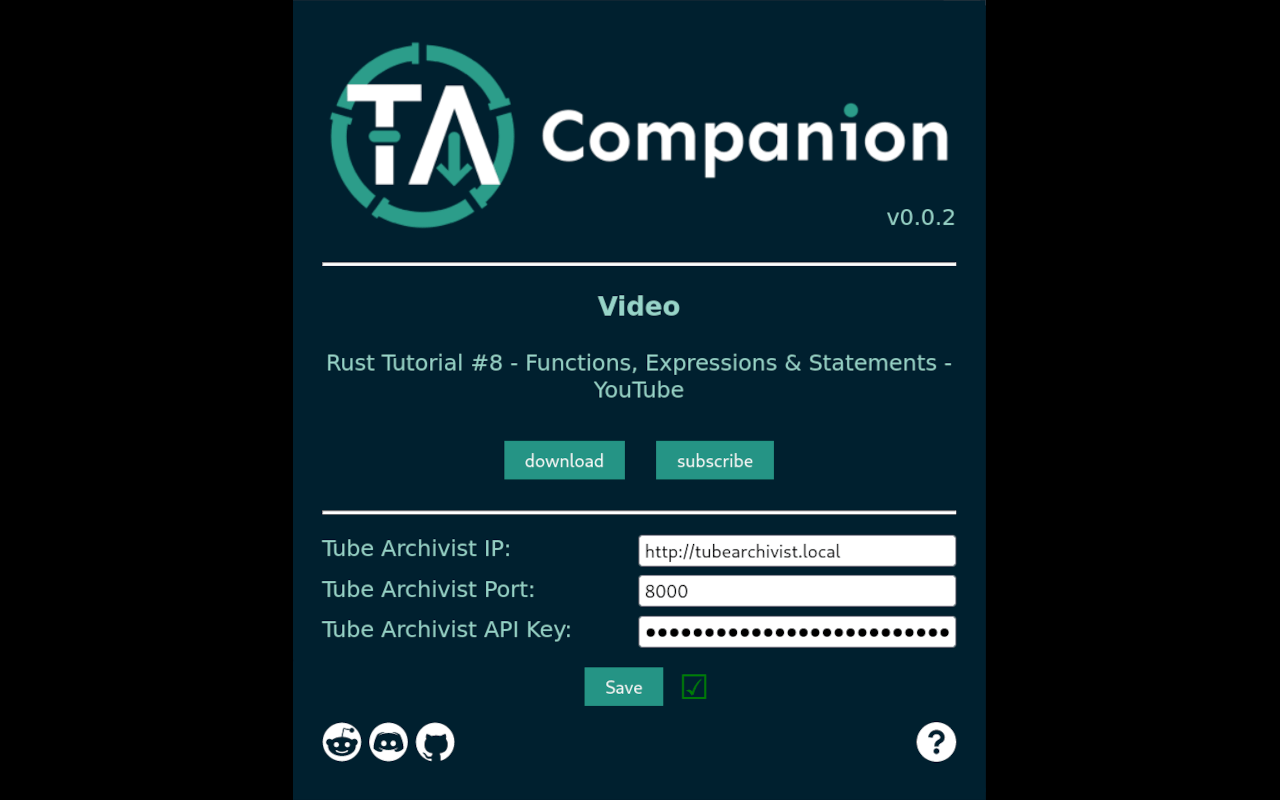 TA Companion
v0.0.2
Video
Rust Tutorial #8 - Functions, Expressions & Statements -
YouTube
download subscribe
Tube Archivist IP: http://tubearchivist.local
Tube Archivist Port: 8000
Tube Archivist API Key: ••••••••••••••••••••••••••
Save ☑
?